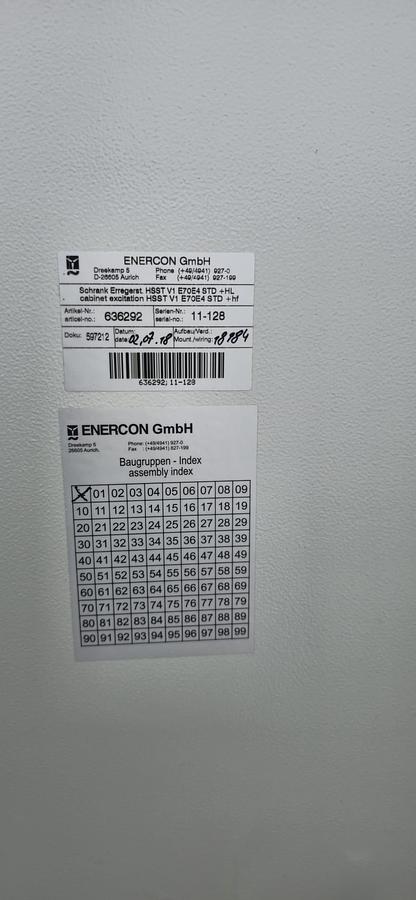 ENERCON GmbH
Dreekamp 5 Phone (+49/4941) 927-0
D-26605 Aurich Fax (+49/4941) 927-199
Schrank Erregerst. HSST V1 E70E4 STD +HL
cabinet excitation HSST V1 E70E4 STD +hf
Artikel-Nr.: Serien-Nr.:
articel-no.: 636292 serial-no.: 11-128
Doku: 597212 Datum: Aufbau/Verd.:
date: 02.07.18 Mount./wiring:
636292;11-128
ENERCON GmbH
Dreekamp 5 Phone: (+49/4941) 927-0
26605 Aurich, Fax : (+49/4941) 827-199
Baugruppen - Index
assembly index
01 02 03 04 05 06 07 08 09
10 11 12 13 14 15 16 17 18 19
20 21 22 23 24 25 26 27 28 29
30 31 32 33 34 35 36 37 38 39
40 41 42 43 44 45 46 47 48 49
50 51 52 53 54 55 56 57 58 59
60 61 62 63 64 65 66 67 68 69
70 71 72 73 74 75 76 77 78 79
80 81 82 83 84 85 86 87 88 89
90 91 92 93 94 95 96 97 98 99